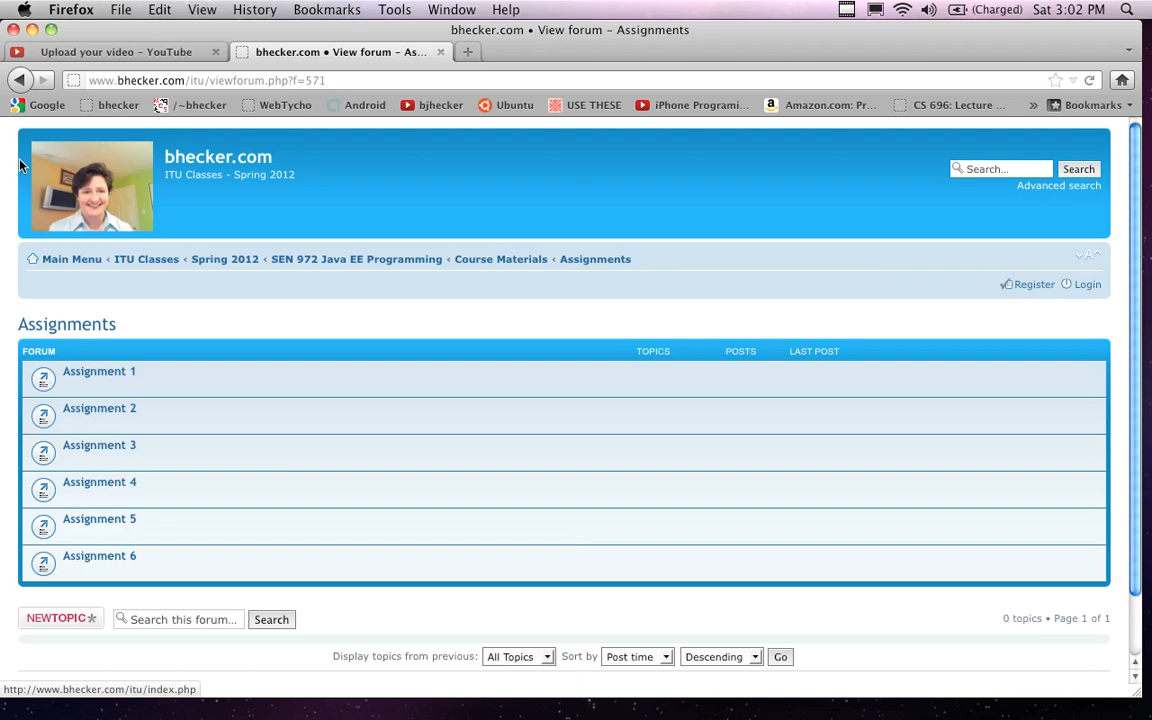 Firefox File Edit View History Bookmarks Tools Window Help (Charged) Sat 3:02 PM
bhecker.com • View forum – Assignments
Upload your video – YouTube bhecker.com • View forum – As...
www.bhecker.com/itu/viewforum.php?f=571
Google bhecker /~bhecker WebTycho Android bjhecker Ubuntu USE THESE iPhone Programi... Amazon.com: Pr... CS 696: Lecture ... » Bookmarks
bhecker.com
ITU Classes - Spring 2012
Search... Search
Advanced search
Main Menu ‹ ITU Classes ‹ Spring 2012 ‹ SEN 972 Java EE Programming ‹ Course Materials ‹ Assignments
A
Register Login
Assignments
FORUM TOPICS POSTS LAST POST
Assignment 1
Assignment 2
Assignment 3
Assignment 4
Assignment 5
Assignment 6
NEWTOPIC* Search this forum... Search 0 topics • Page 1 of 1
Display topics from previous: All Topics Sort by Post time Descending Go
http://www.bhecker.com/itu/index.php